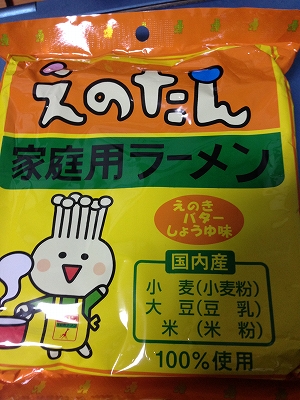 えのたん
家庭用ラーメン
えのき
バター
しょうゆ味
国内産
小麦(小麦粉)
大豆(豆乳)
米(米粉)
100%使用